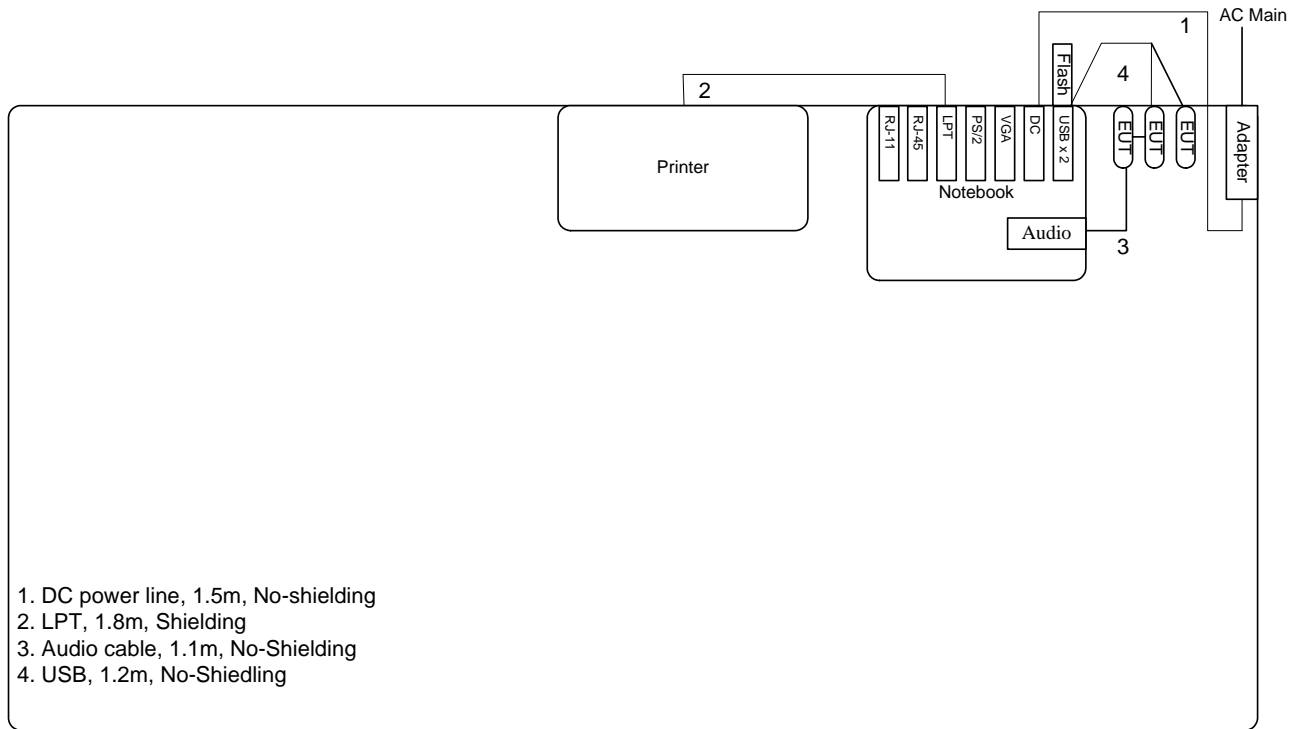 AC Main
1
Flash
4
2
RJ-11
RJ-45
LPT
PS/2
VGA
DC
USB x 2
EUT
EUT
EUT
Adapter
Printer
Notebook
Audio
3
1. DC power line, 1.5m, No-shielding
2. LPT, 1.8m, Shielding
3. Audio cable, 1.1m, No-Shielding
4. USB, 1.2m, No-Shiedling